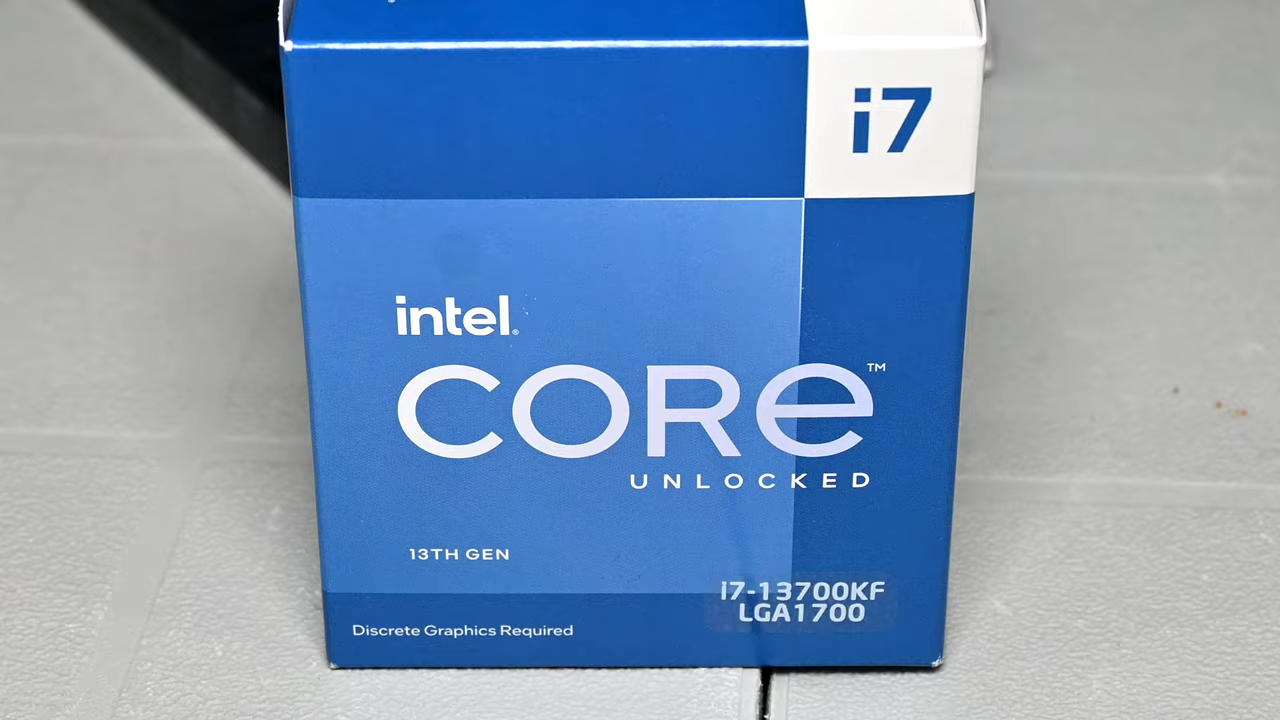 i7
intel.
CORE™
UNLOCKED
13TH GEN
i7-13700KF
LGA1700
Discrete Graphics Required